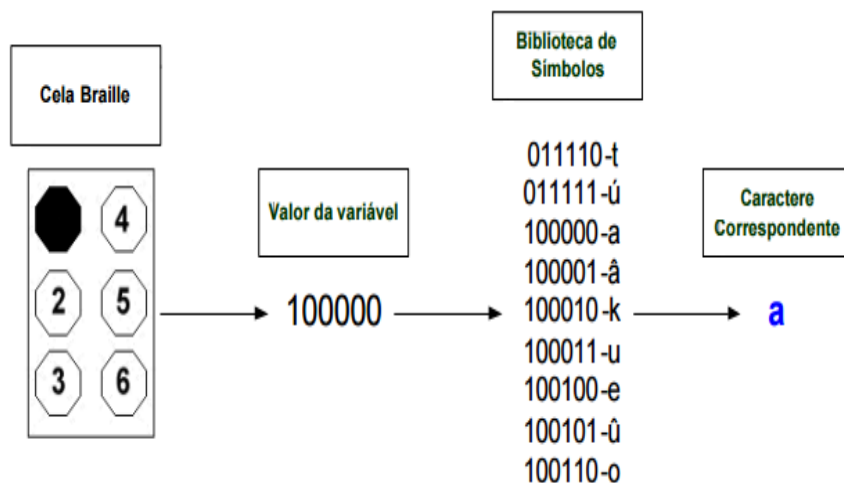 Cela Braille
4
2 5
3 6
Valor da variável
100000
Biblioteca de
Símbolos
011110-t
011111-ú
100000-a
100001-â
100010-k
100011-u
100100-e
100101-û
100110-o
Caractere
Correspondente
a